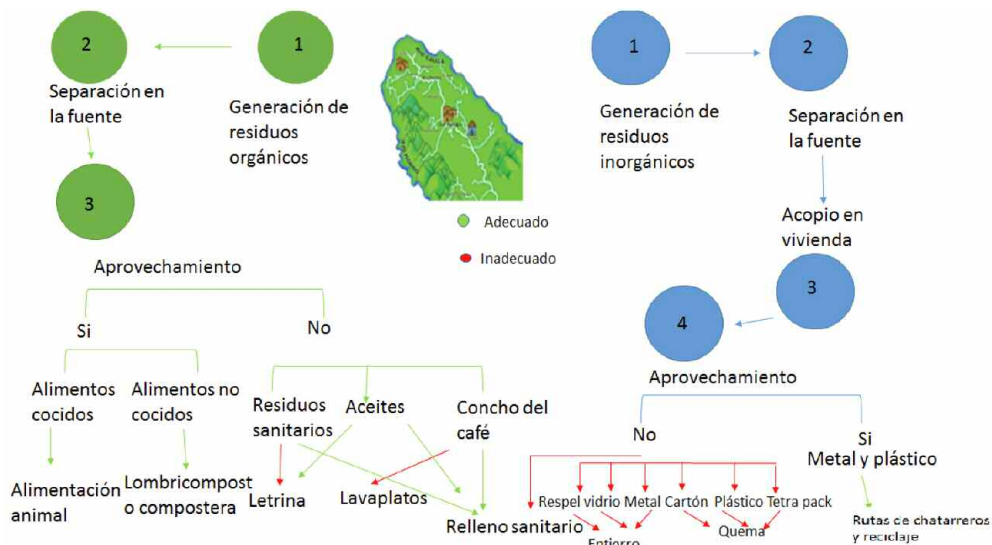 2
1
Separación en
la fuente
Generación de
residuos
orgánicos
3
Adecuado
Inadecuado
Aprovechamiento
Si
No
Alimentos
cocidos
Alimentos no
cocidos
Residuos
sanitarios
Aceites
Concho del
café
Alimentación
animal
Lombricompost
o compostera
Letrina
Lavaplatos
Relleno sanitario
1
2
Generación de
residuos
inorgánicos
Separación en
la fuente
Acopio en
vivienda
3
4
Aprovechamiento
No
Si
Metal y plástico
Respel vidrio Metal Cartón Plástico Tetra pack
Entierro
Quema
Rutas de chatarreros
y reciclaje